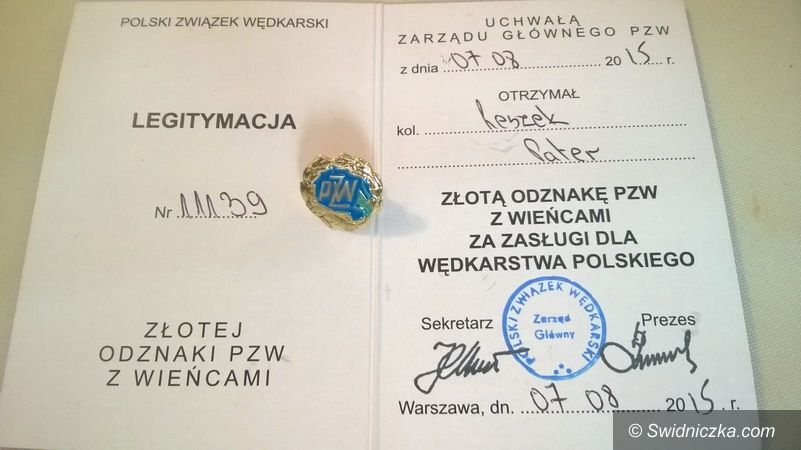 POLSKI ZWIĄZEK WĘDKARSKI
LEGITYMACJA
Nr 11139
ZŁOTEJ
ODZNAKI PZW
Z WIEŃCAMI
PZW
UCHWAŁĄ
ZARZĄDU GŁÓWNEGO PZW
z dnia 07 08 2015 r.
OTRZYMAŁ
kol. Leszek
Pater
ZŁOTĄ ODZNAKĘ PZW
Z WIEŃCAMI
ZA ZASŁUGI DLA
WĘDKARSTWA POLSKIEGO
Sekretarz
POLSKI ZWIĄZEK WĘDKARSKI
Zarząd
Główny
Prezes
Warszawa, dn. 07 08 2015. r.
© Swidniczka.com